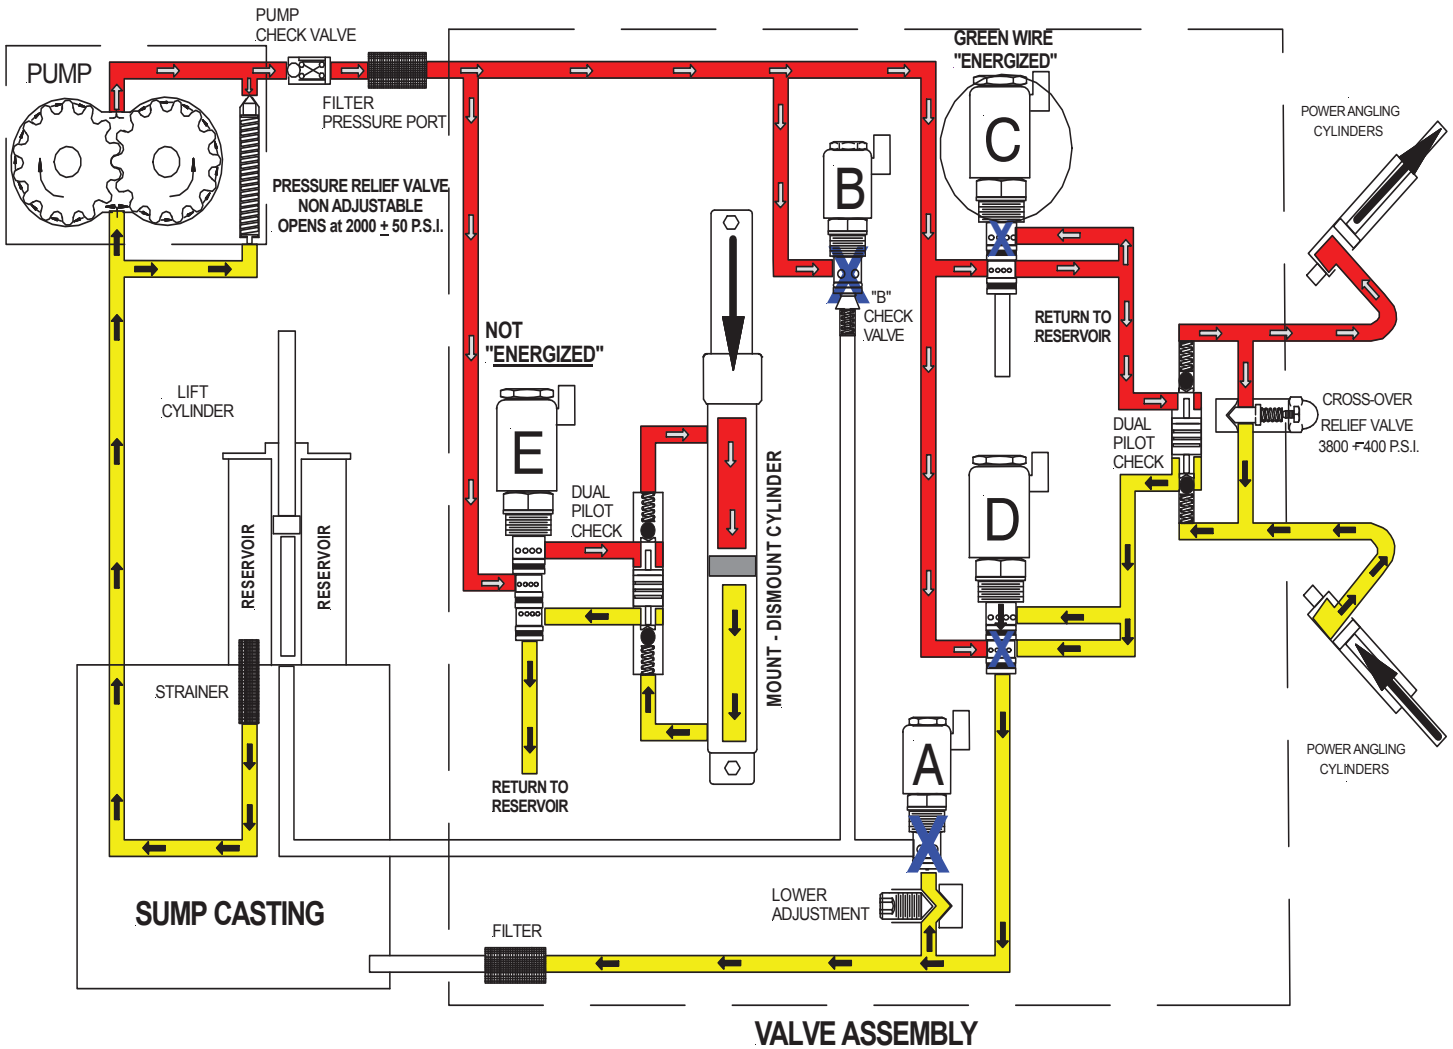 PUMP
CHECK VALVE
PUMP
FILTER
PRESSURE PORT
PRESSURE RELIEF VALVE
NON ADJUSTABLE
OPENS at 2000 ± 50 P.S.I.
GREEN WIRE
"ENERGIZED"
C
B
"B"
CHECK
VALVE
RETURN TO
RESERVOIR
POWER ANGLING
CYLINDERS
NOT
"ENERGIZED"
LIFT
CYLINDER
E
DUAL
PILOT
CHECK
MOUNT - DISMOUNT CYLINDER
DUAL
PILOT
CHECK
CROSS-OVER
RELIEF VALVE
3800 +400 P.S.I.
D
RESERVOIR
RESERVOIR
STRAINER
RETURN TO
RESERVOIR
A
POWER ANGLING
CYLINDERS
LOWER
ADJUSTMENT
SUMP CASTING
FILTER
VALVE ASSEMBLY
X
X
X
X